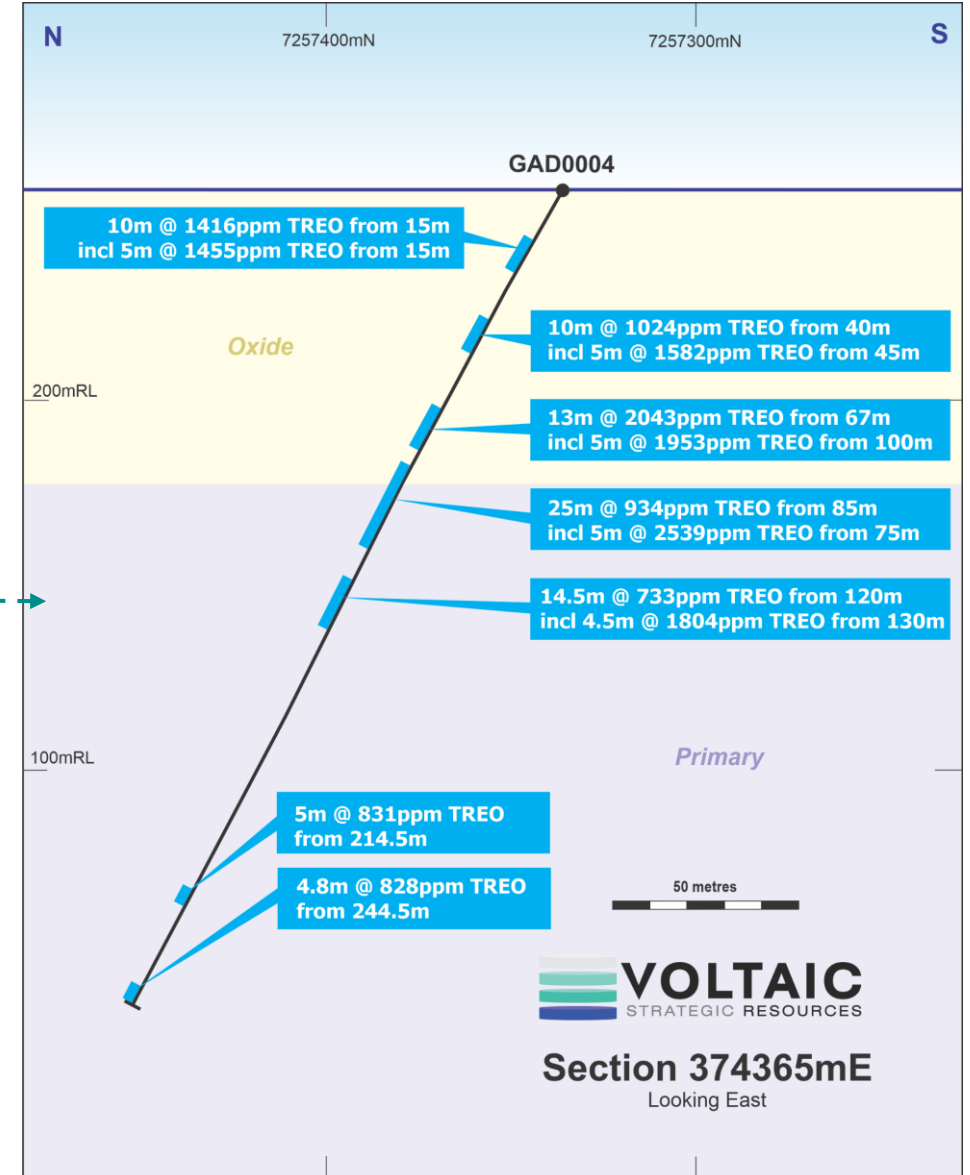 N
7257400mN
7257300mN
S
GAD0004
10m @ 1416ppm TREO from 15m
incl 5m @ 1455ppm TREO from 15m
Oxide
10m @ 1024ppm TREO from 40m
incl 5m @ 1582ppm TREO from 45m
200mRL
13m @ 2043ppm TREO from 67m
incl 5m @ 1953ppm TREO from 100m
25m @ 934ppm TREO from 85m
incl 5m @ 2539ppm TREO from 75m
14.5m @ 733ppm TREO from 120m
incl 4.5m @ 1804ppm TREO from 130m
100mRL
Primary
5m @ 831ppm TREO
from 214.5m
4.8m @ 828ppm TREO
from 244.5m
50 metres
VOLTAIC
STRATEGIC RESOURCES
Section 374365mE
Looking East